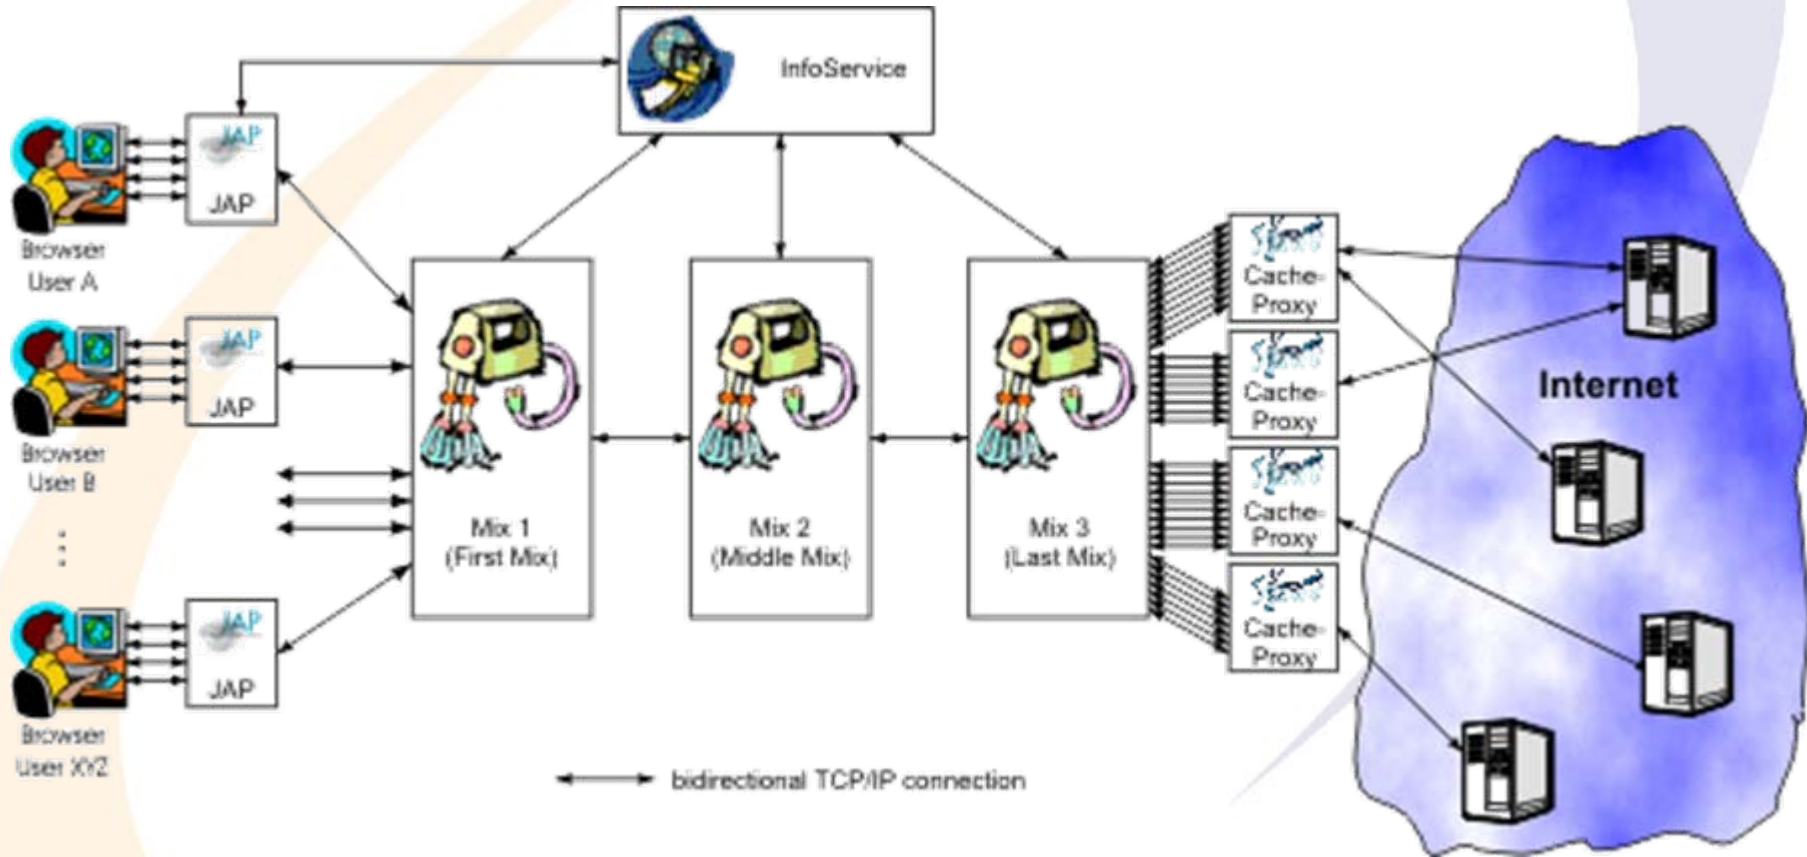 InfoService
JAP
JAP
Browser
User A
JAP
JAP
Browser
User B
JAP
JAP
Browser
User XYZ
Mix 1
(First Mix)
Mix 2
(Middle Mix)
Mix 3
(Last Mix)
Cache-
Proxy
Cache-
Proxy
Cache-
Proxy
Cache-
Proxy
Internet
bidirectional TCP/IP connection